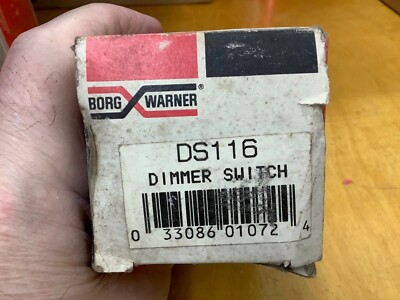 BORG WARNER®
DS116
DIMMER SWITCH
0 33086 01072 4